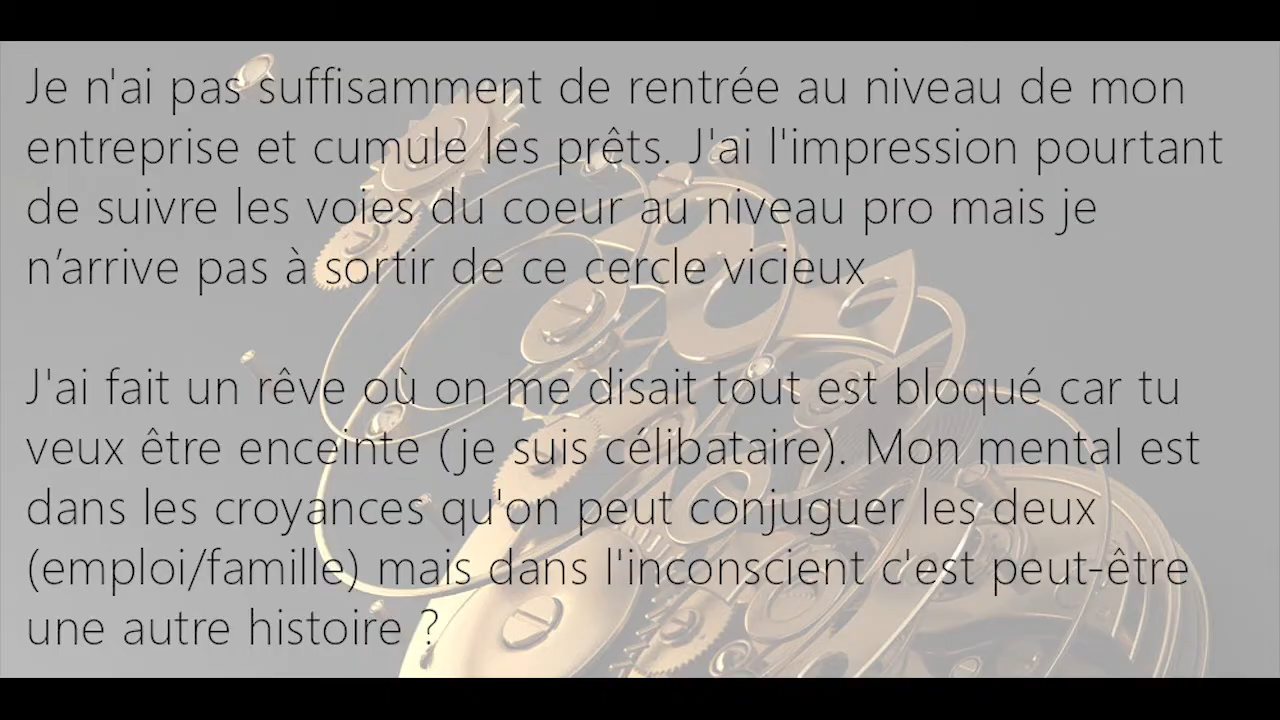 Je n'ai pas suffisamment de rentrée au niveau de mon
entreprise et cumule les prêts. J'ai l'impression pourtant
de suivre les voies du coeur au niveau pro mais je
n’arrive pas à sortir de ce cercle vicieux
J'ai fait un rêve où on me disait tout est bloqué car tu
veux être enceinte (je suis célibataire). Mon mental est
dans les croyances qu'on peut conjuguer les deux
(emploi/famille) mais dans l'inconscient c'est peut-être
une autre histoire ?